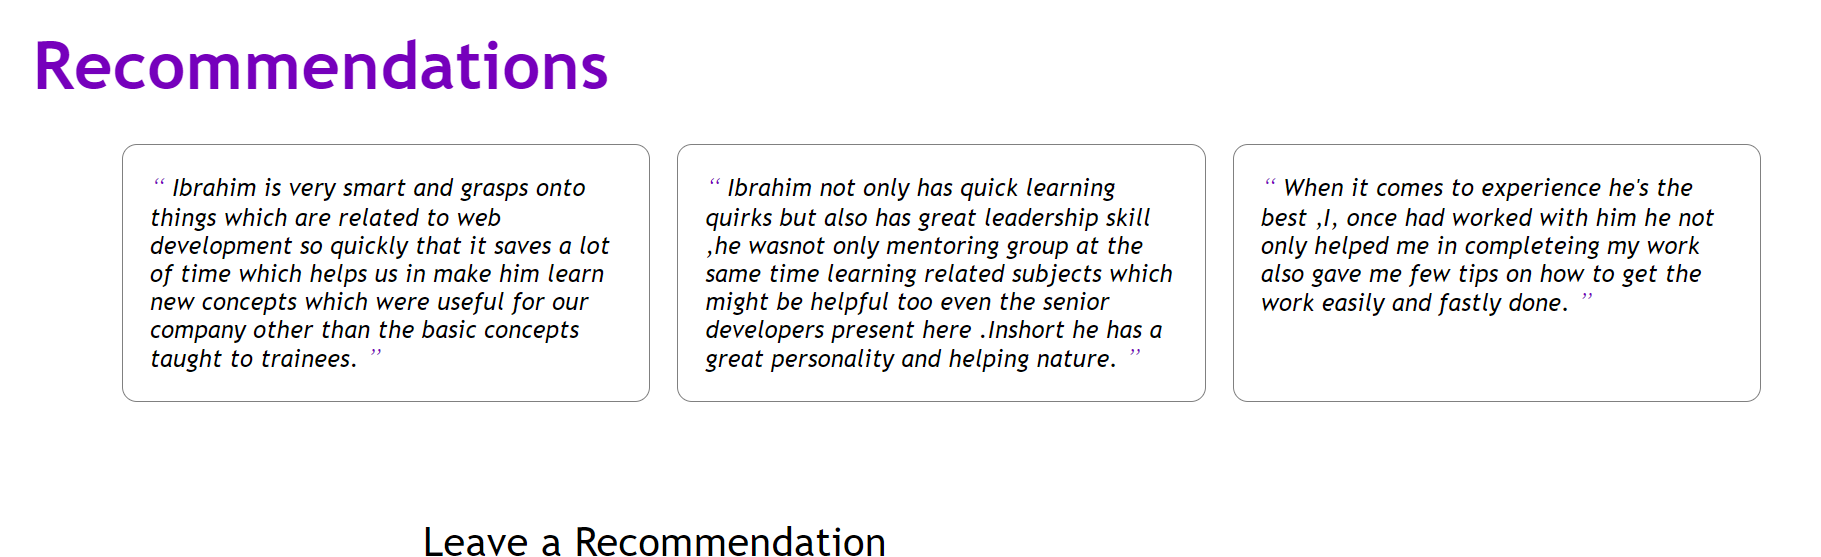 Recommendations
“ Ibrahim is very smart and grasps onto
things which are related to web
development so quickly that it saves a lot
of time which helps us in make him learn
new concepts which were useful for our
company other than the basic concepts
taught to trainees. ”
“ Ibrahim not only has quick learning
quirks but also has great leadership skill
,he wasnot only mentoring group at the
same time learning related subjects which
might be helpful too even the senior
developers present here .Inshort he has a
great personality and helping nature. ”
“ When it comes to experience he's the
best ,I, once had worked with him he not
only helped me in completeing my work
also gave me few tips on how to get the
work easily and fastly done. ”
Leave a Recommendation